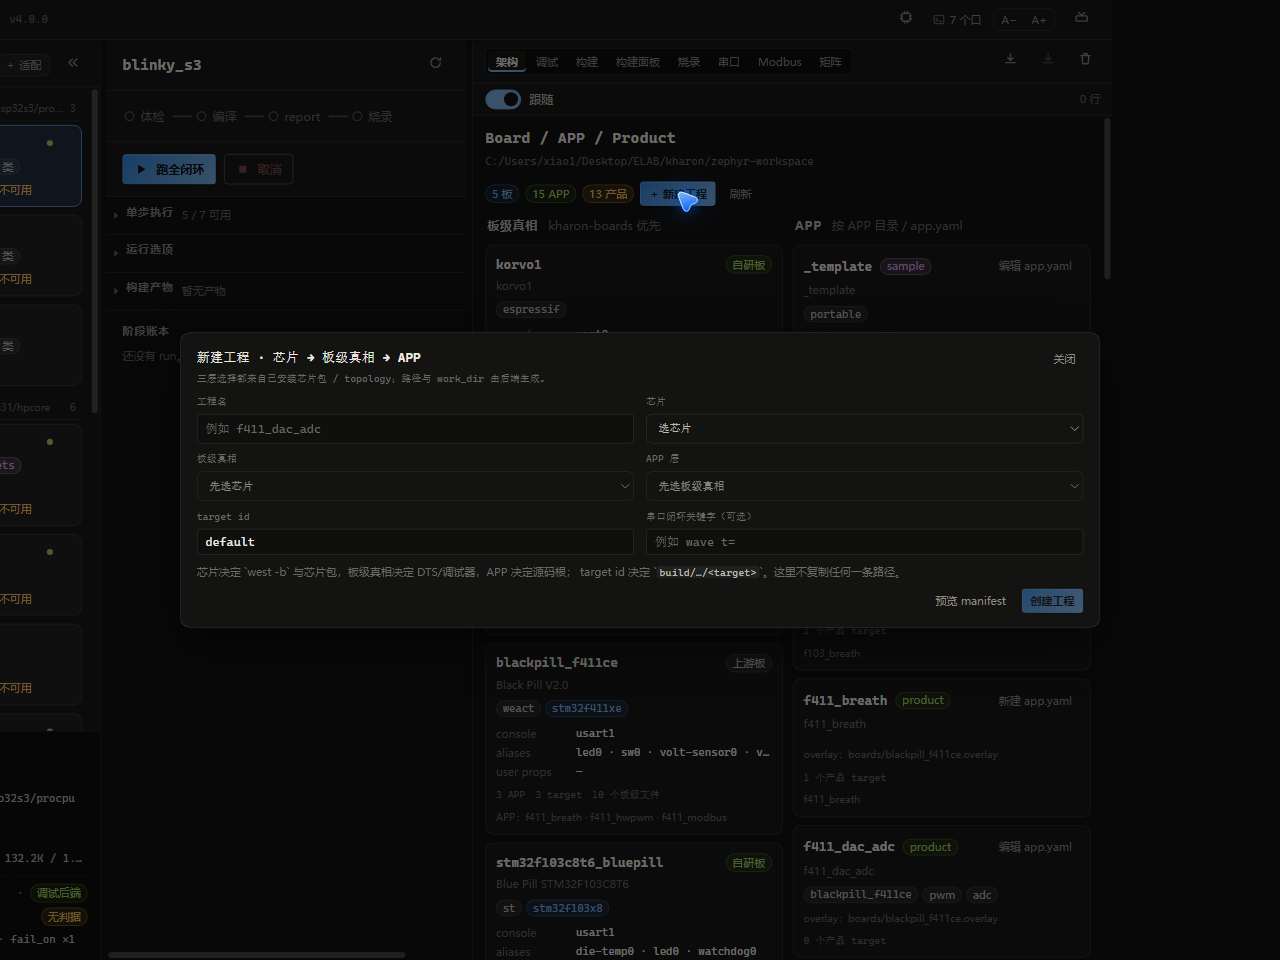 v4.0.0
7 个口
A−
A+
+ 适配
blinky_s3
架构
调试
构建
构建面板
烧录
串口
Modbus
矩阵
跟随
0 行
sp32s3/pro… 3
类
不可用
类
不可用
类
31/hpcore 6
ets
不可用
不可用
不可用
p32s3/procpu
132.2K / 1.…
· 调试后端
无判据
· fail_on ×1
体检
编译
report
烧录
跑全闭环
取消
单步执行 5 / 7 可用
运行选项
构建产物 暂无产物
阶段账本
还没有 run。
Board / APP / Product
C:/Users/xiao1/Desktop/ELAB/kharon/zephyr-workspace
5 板
15 APP
13 产品
+ 新建工程
刷新
板级真相 kharon-boards 优先
APP 按 APP 目录 / app.yaml
korvo1
自研板
korvo1
espressif
_template
sample
编辑 app.yaml
_template
portable
新建工程 · 芯片 → 板级真相 → APP
关闭
三层选择都来自已安装芯片包 / topology；路径与 work_dir 由后端生成。
工程名
芯片
例如 f411_dac_adc
选芯片
板级真相
APP 层
先选芯片
先选板级真相
target id
串口闭环关键字（可选）
default
例如 wave t=
芯片决定 `west -b` 与芯片包，板级真相决定 DTS/调试器，APP 决定源码根； target id 决定 `build/…/<target>`。这里不复制任何一条路径。
预览 manifest
创建工程
1 个产品 target
f103_breath
blackpill_f411ce
上游板
Black Pill V2.0
weact
stm32f411xe
console usart1
aliases led0 · sw0 · volt-sensor0 · v…
user props —
3 APP 3 target 10 个板级文件
APP: f411_breath · f411_hwpwm · f411_modbus
f411_breath
product
新建 app.yaml
f411_breath
overlay: boards/blackpill_f411ce.overlay
1 个产品 target
f411_breath
stm32f103c8t6_bluepill
自研板
Blue Pill STM32F103C8T6
st
stm32f103x8
console usart1
aliases die-temp0 · led0 · watchdog0
f411_dac_adc
product
编辑 app.yaml
f411_dac_adc
blackpill_f411ce
pwm
adc
overlay: boards/blackpill_f411ce.overlay
0 个产品 target